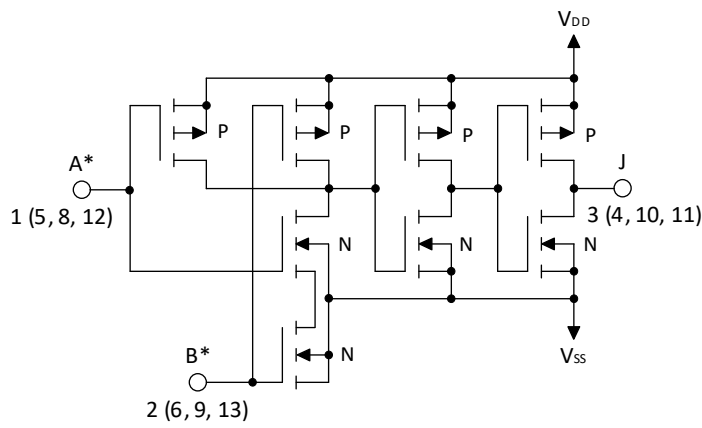 VDD
P
P
P
P
A*
J
1 (5, 8, 12)
3 (4, 10, 11)
N
N
N
B*
N
VSS
2 (6, 9, 13)